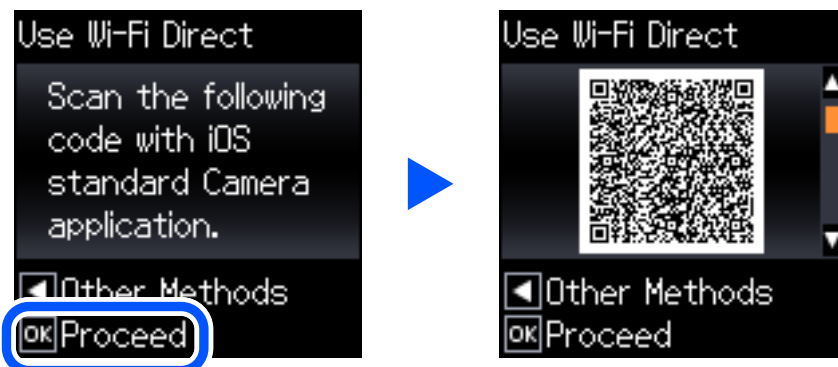 Use Wi-Fi Direct
Scan the following
code with iOS
standard Camera
application.
Other Methods
OK Proceed
Use Wi-Fi Direct
Other Methods
OK Proceed